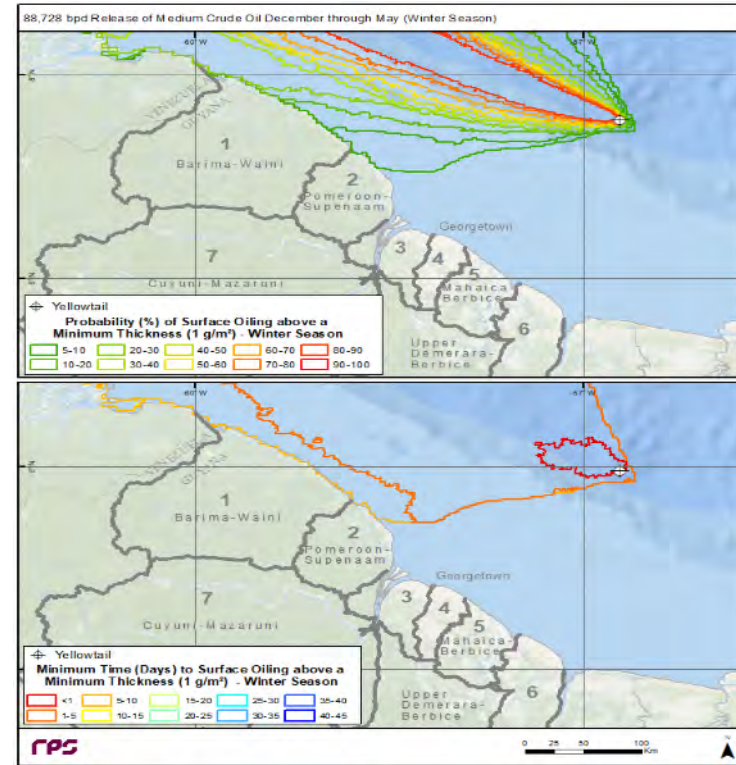 88,728 bpd Release of Medium Crude Oil December through May (Winter Season)
60° W
57° W
VENEZUELA
GUYANA
1
Barima-Waini
2
Pomeroon-
Supenaam
Georgetown
3
4
5
7
Cuyuni-Mazaruni
Mahaica
Berbice
6
Upper
Demerara-
Berbice
Yellowtail
Probability (%) of Surface Oiling above a
Minimum Thickness (1 g/m²) - Winter Season
5-10 20-30 40-50 60-70 80-90
10-20 30-40 50-60 70-80 90-100
60° W
57° W
VENEZUELA
GUYANA
1
Barima-Waini
2
Pomeroon-
Supenaam
Georgetown
3
4
5
7
Cuyuni-Mazaruni
Mahaica-
Berbice
6
Upper
Demerara-
Berbice
Yellowtail
Minimum Time (Days) to Surface Oiling above a
Minimum Thickness (1 g/m²) - Winter Season
<1 5-10 15-20 25-30 35-40
1-5 10-15 20-25 30-35 40-45
rps
0 25 50 100
Km
N